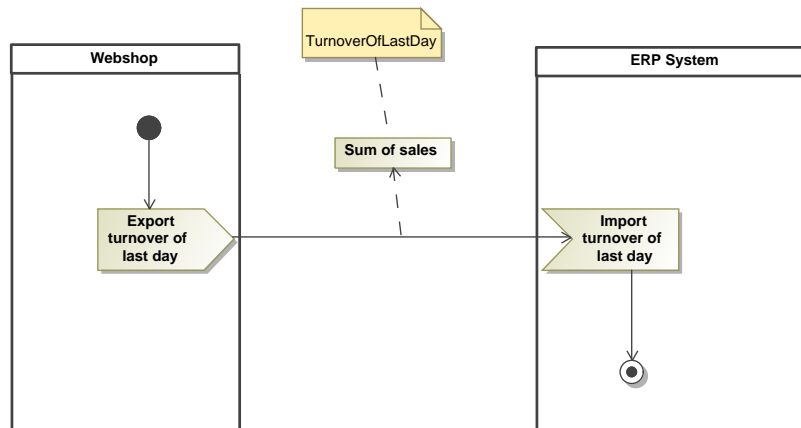 TurnoverOfLastDay
Webshop
ERP System
Sum of sales
Export
turnover of
last day
Import
turnover of
last day